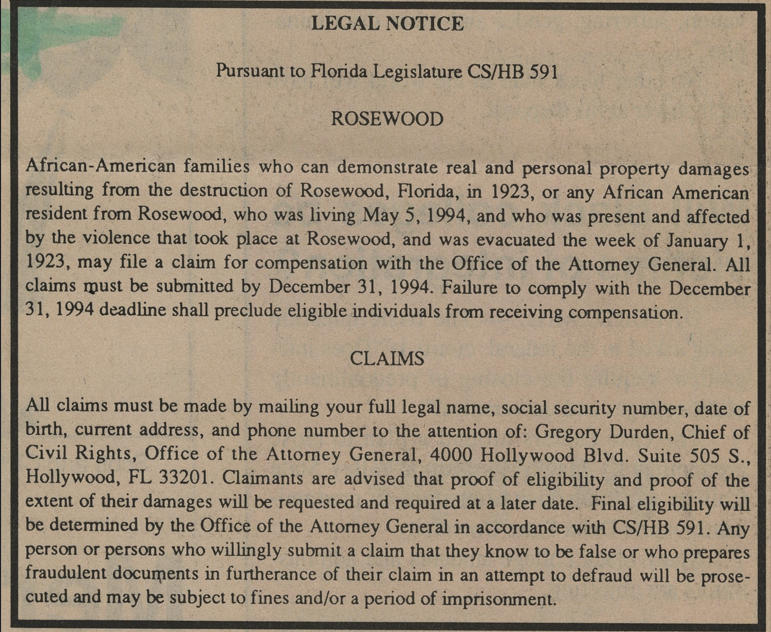 LEGAL NOTICE
Pursuant to Florida Legislature CS/HB 591
ROSEWOOD
African-American families who can demonstrate real and personal property damages
resulting from the destruction of Rosewood, Florida, in 1923, or any African American
resident from Rosewood, who was living May 5, 1994, and who was present and affected
by the violence that took place at Rosewood, and was evacuated the week of January 1,
1923, may file a claim for compensation with the Office of the Attorney General. All
claims must be submitted by December 31, 1994. Failure to comply with the December
31, 1994 deadline shall preclude eligible individuals from receiving compensation.
CLAIMS
All claims must be made by mailing your full legal name, social security number, date of
birth, current address, and phone number to the attention of: Gregory Durden, Chief of
Civil Rights, Office of the Attorney General, 4000 Hollywood Blvd. Suite 505 S.,
Hollywood, FL 33201. Claimants are advised that proof of eligibility and proof of the
extent of their damages will be requested and required at a later date. Final eligibility will
be determined by the Office of the Attorney General in accordance with CS/HB 591. Any
person or persons who willingly submit a claim that they know to be false or who prepares
fraudulent documents in furtherance of their claim in an attempt to defraud will be prose-
cuted and may be subject to fines and/or a period of imprisonment.